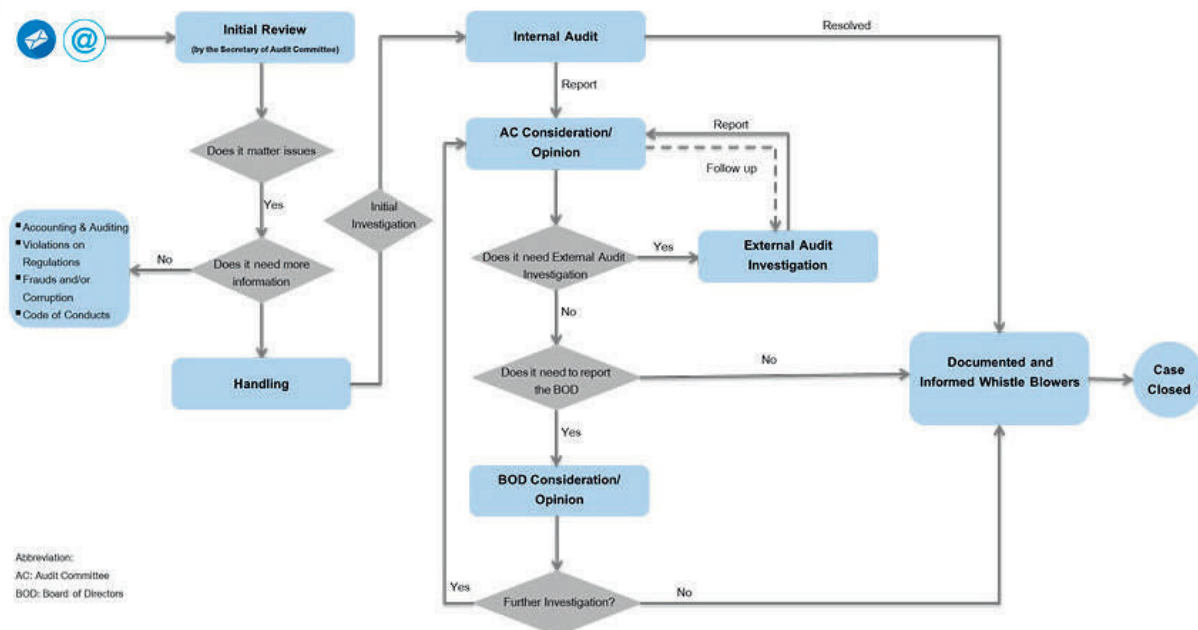 Initial Review
(by the Secretary of Audit Committee)
Does it matter issues
Yes
Does it need more
information
No
▪ Accounting & Auditing
▪ Violations on
Regulations
▪ Frauds and/or
Corruption
▪ Code of Conducts
Handling
Initial
Investigation
Internal Audit
Resolved
Report
AC Consideration/
Opinion
Report
Follow up
Does it need External Audit
Investigation
Yes
External Audit
Investigation
No
Does it need to report
the BOD
No
Documented and
Informed Whistle Blowers
Case
Closed
Yes
BOD Consideration/
Opinion
Further Investigation?
Yes
No
Abbreviation:
AC: Audit Committee
BOD: Board of Directors